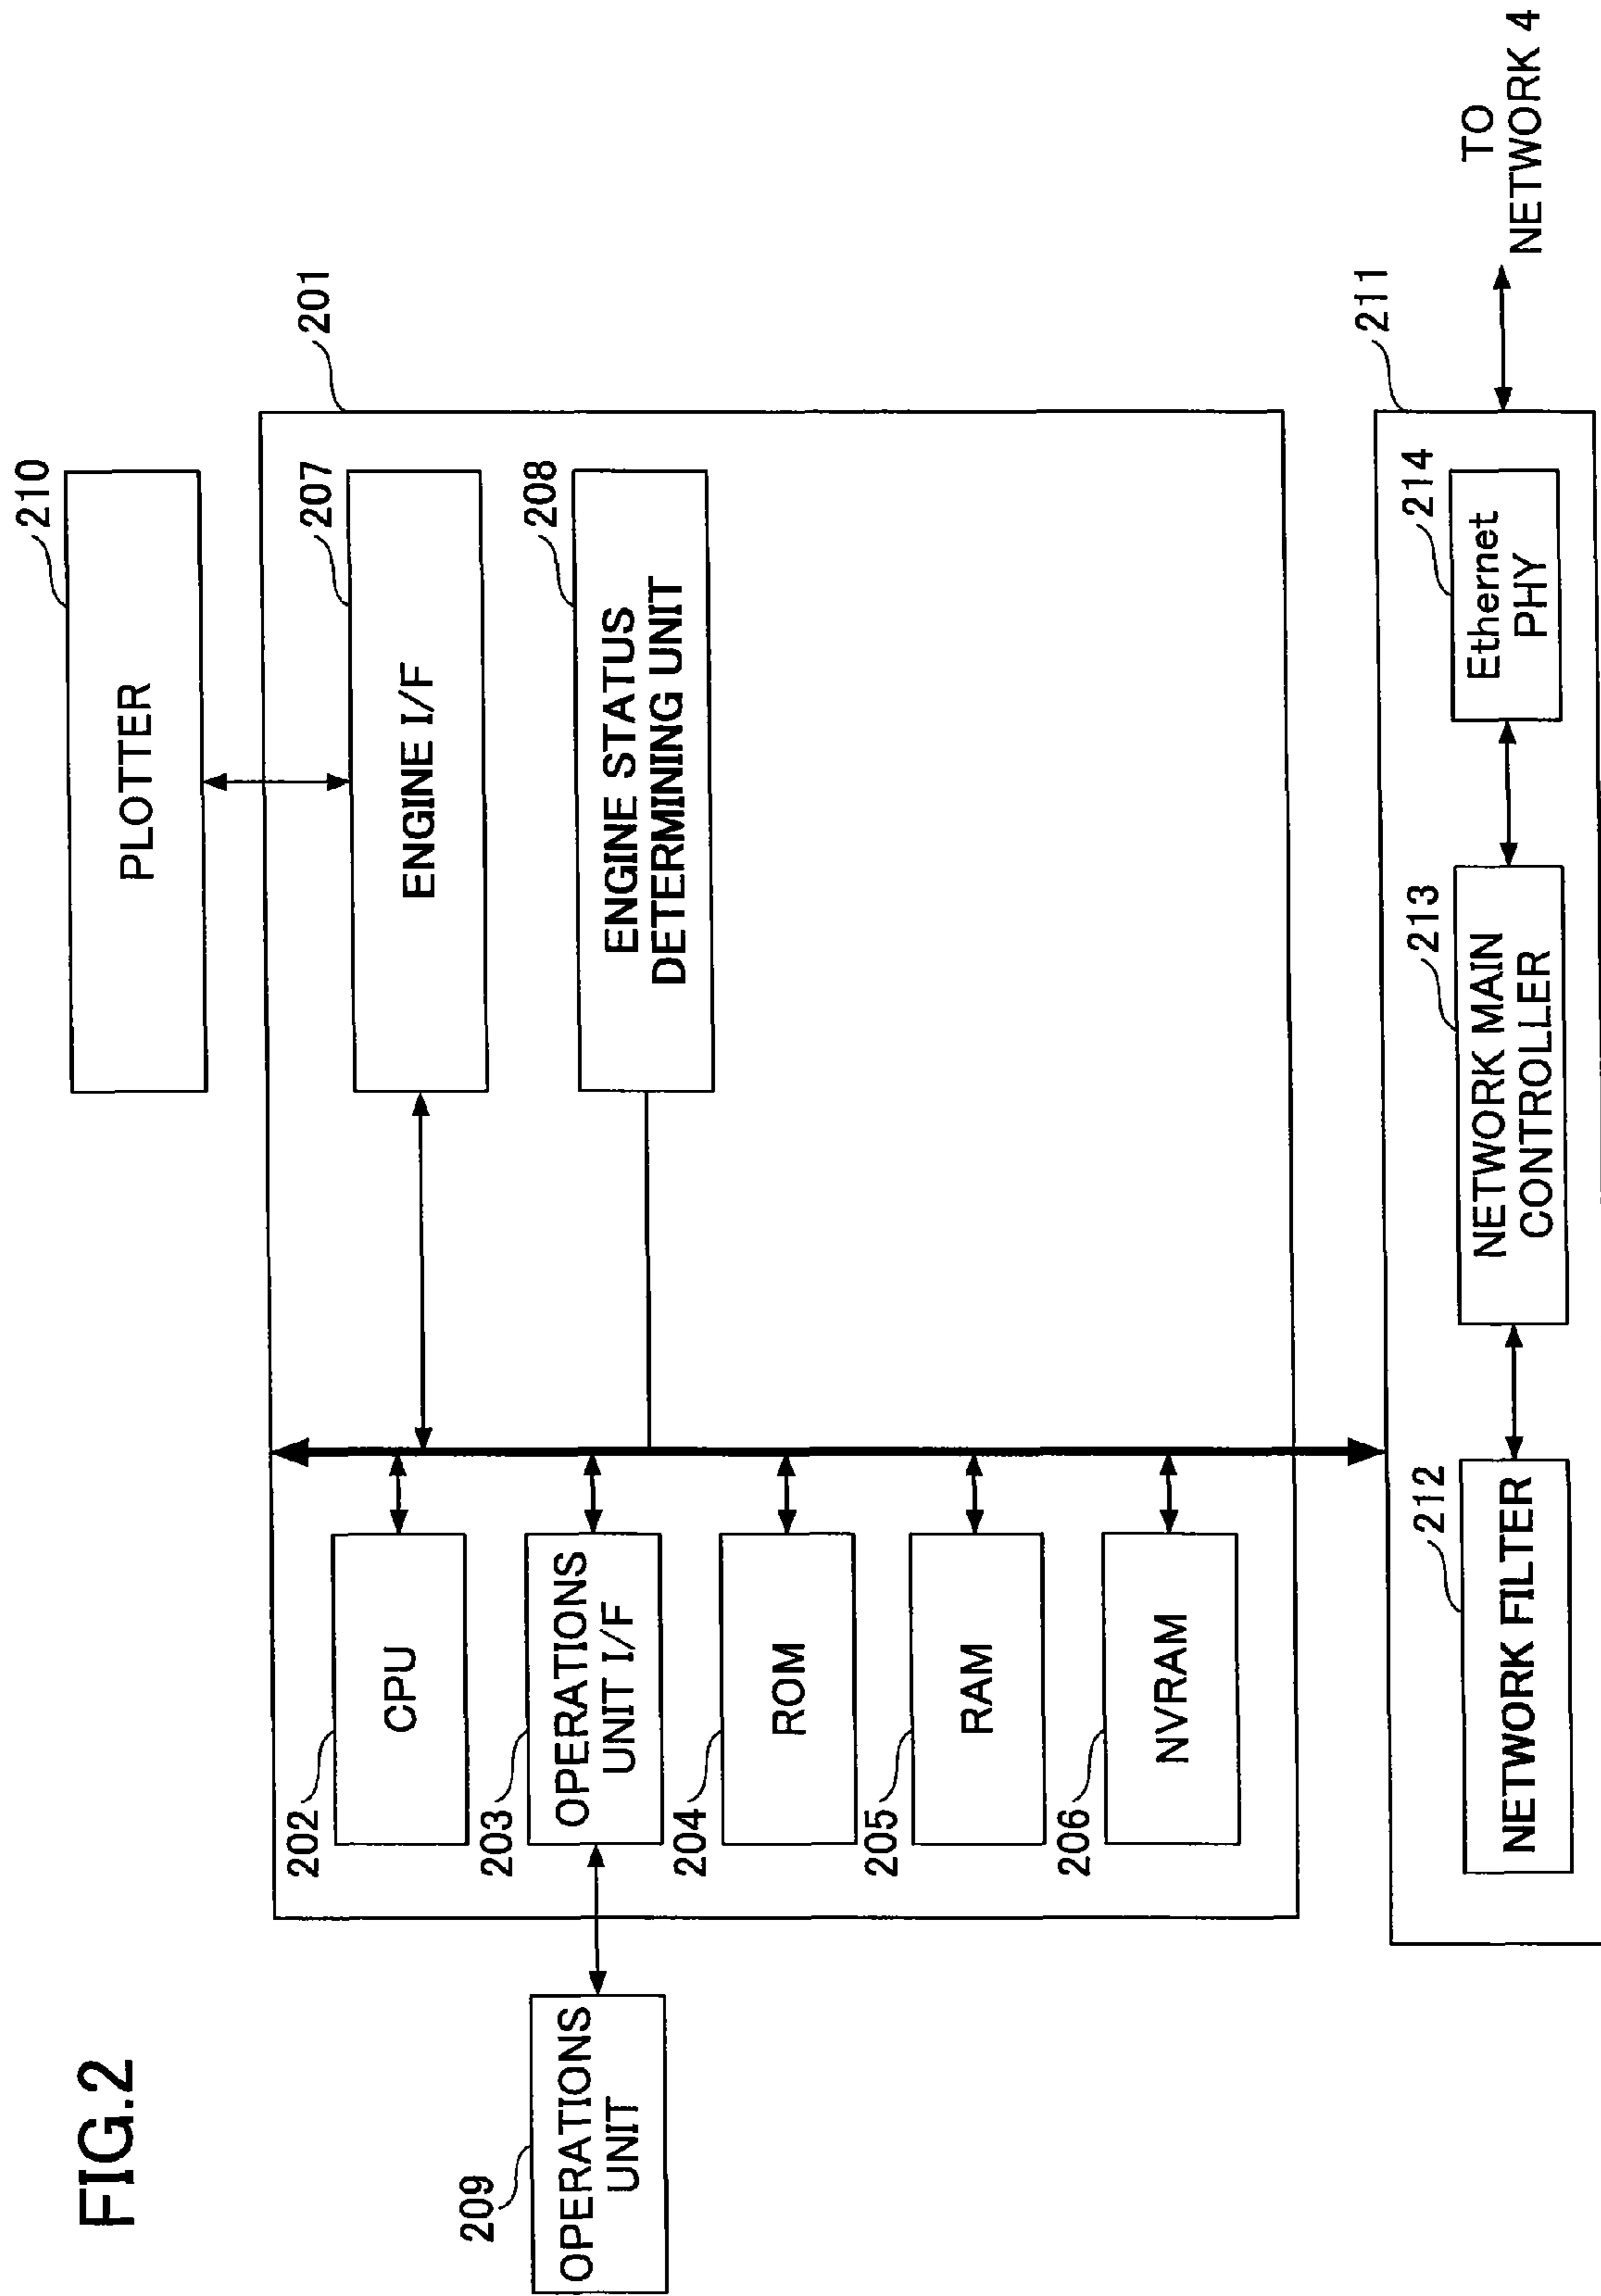 FIG.2
210
PLOTTER
201
207
ENGINE I/F
208
ENGINE STATUS
DETERMINING UNIT
202
CPU
203
OPERATIONS
UNIT I/F
204
ROM
205
RAM
206
NVRAM
209
OPERATIONS
UNIT
211
212
NETWORK FILTER
213
NETWORK MAIN
CONTROLLER
214
Ethernet
PHY
TO
NETWORK 4